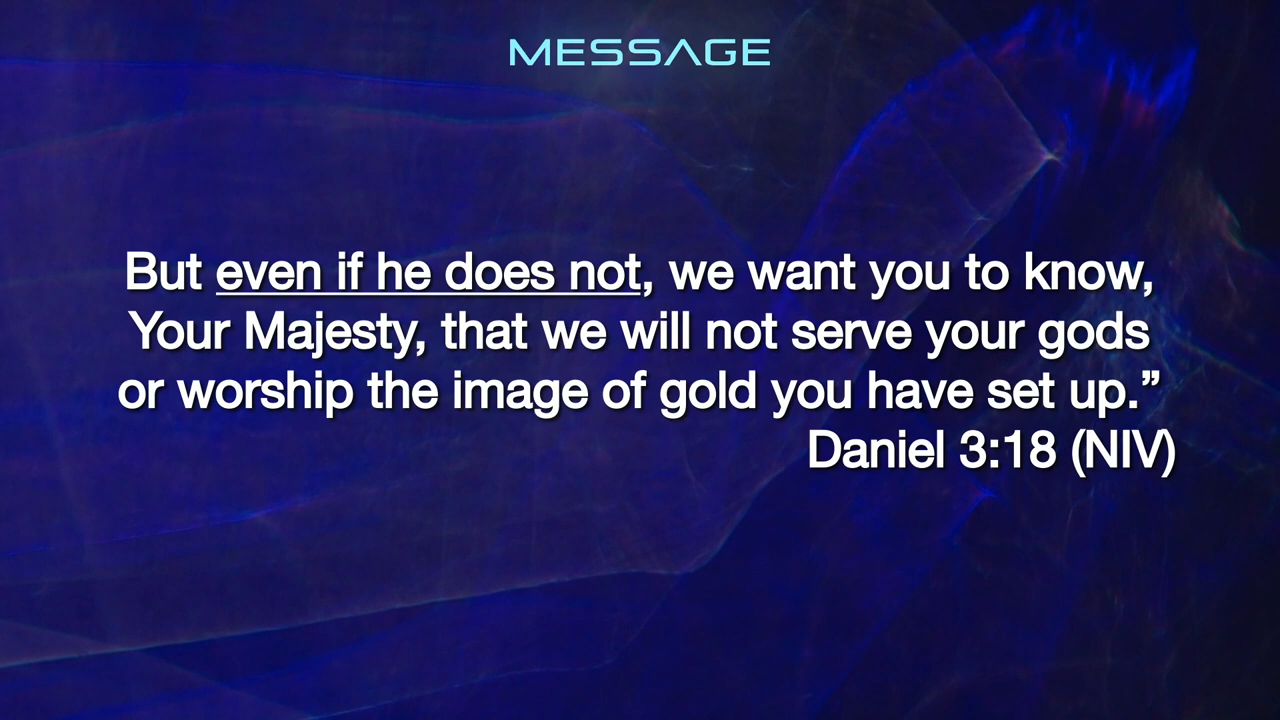 MESSAGE
But even if he does not, we want you to know,
Your Majesty, that we will not serve your gods
or worship the image of gold you have set up.”
Daniel 3:18 (NIV)